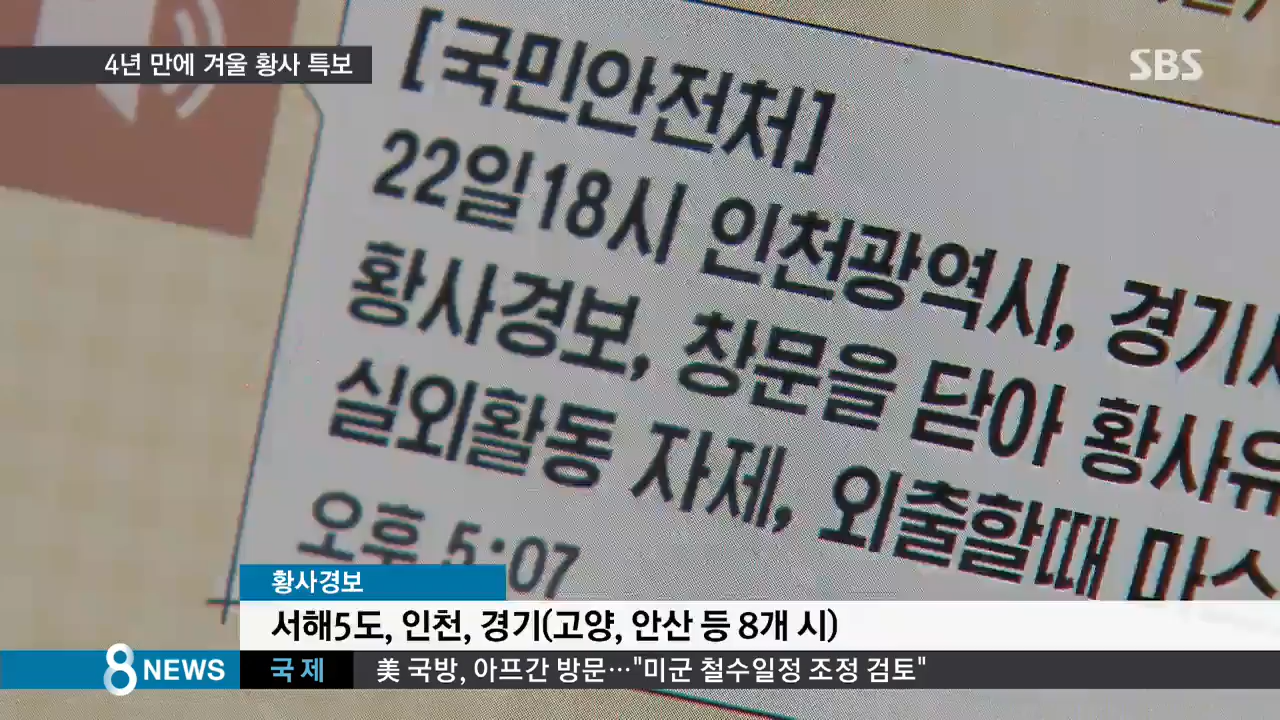 4년 만에 겨울 황사 특보
SBS
[국민안전처]
22일18시 인천광역시, 경기
황사경보, 창문을 닫아 황사유
실외활동 자제, 외출할때 마스
오후 5:07
황사경보
서해5도, 인천, 경기(고양, 안산 등 8개 시)
8 NEWS
국 제
美 국방, 아프간 방문…"미군 철수일정 조정 검토"